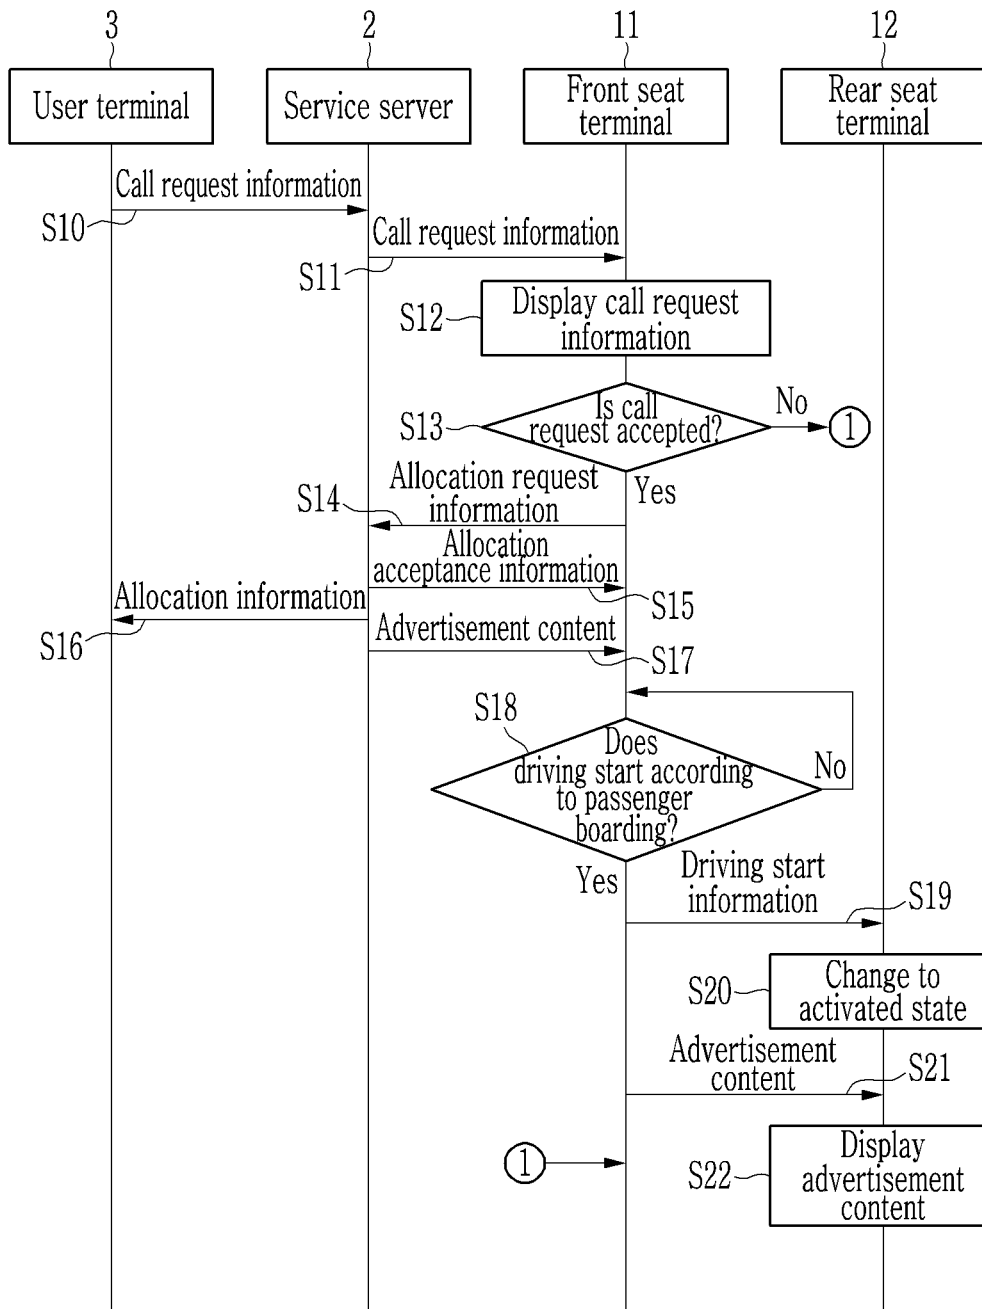 3
2
11
12
User terminal
Service server
Front seat
terminal
Rear seat
terminal
Call request information
S10
Call request information
S11
S12
Display call request
information
S13
Is call
request accepted?
No
1
Yes
S14
Allocation request
information
Allocation
acceptance information
S15
Allocation information
S16
Advertisement content
S17
S18
Does
driving start according
to passenger
boarding?
No
Yes
Driving start
information
S19
S20
Change to
activated state
Advertisement
content
S21
1
S22
Display
advertisement
content